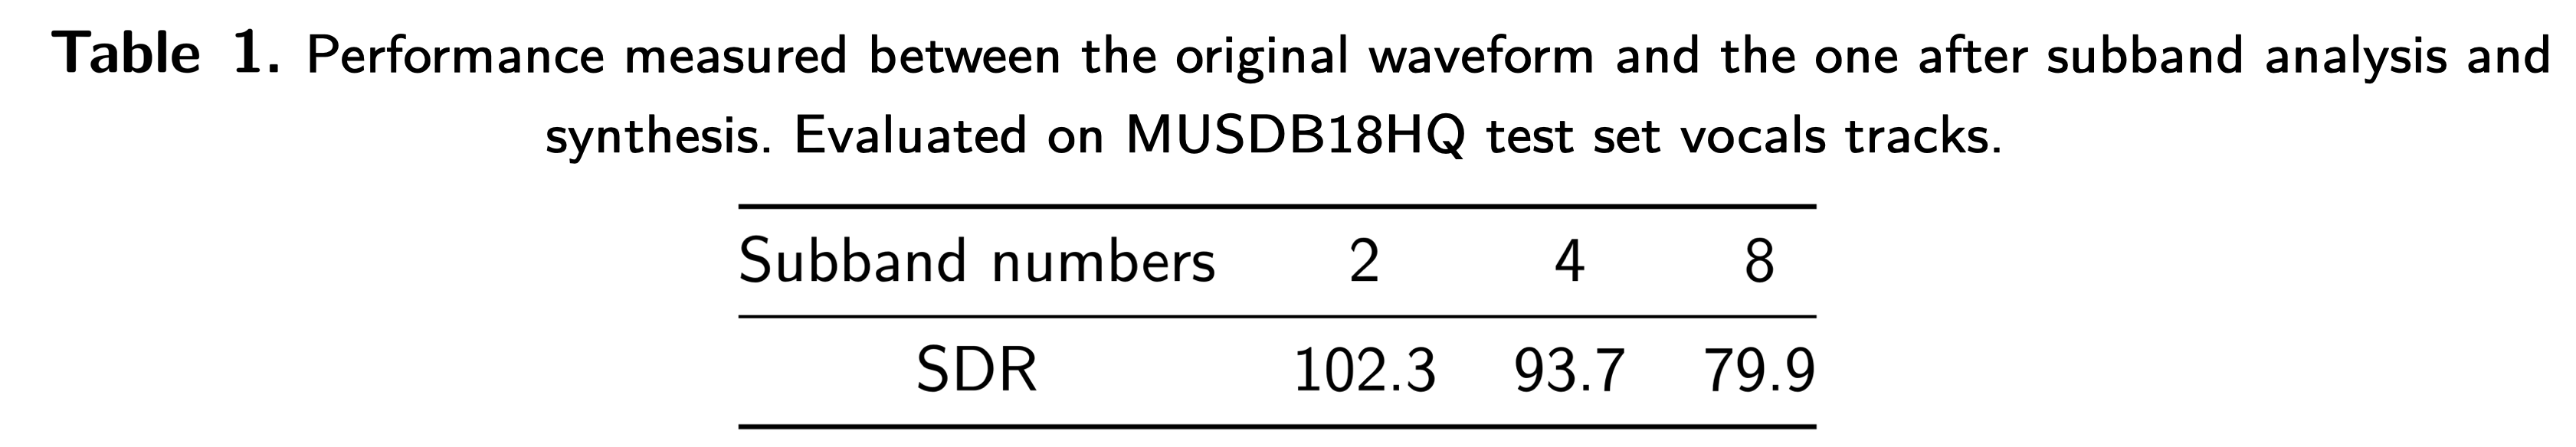 Table 1. Performance measured between the original waveform and the one after subband analysis and
synthesis. Evaluated on MUSDB18HQ test set vocals tracks.
Subband numbers 2 4 8
SDR 102.3 93.7 79.9